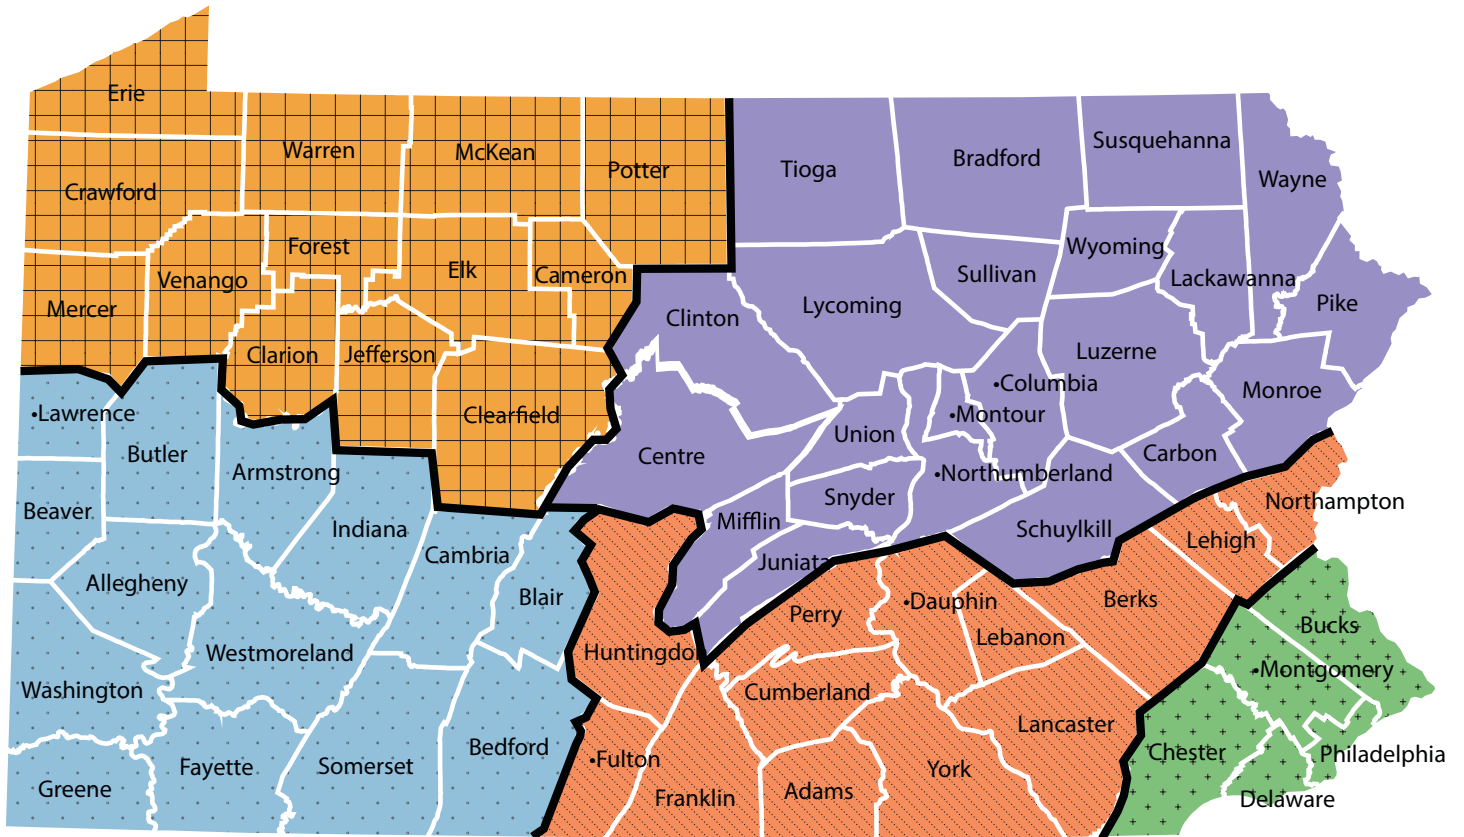 Erie
Warren
McKean
Potter
Tioga
Bradford
Susquehanna
Wayne
Crawford
Forest
Elk
Cameron
Venango
Mercer
Clarion
Jefferson
Clearfield
Clinton
Lycoming
Sullivan
Wyoming
Lackawanna
Pike
Luzerne
•Columbia
•Montour
Monroe
Carbon
Union
Centre
Snyder
•Northumberland
Schuylkill
Mifflin
Juniata
•Lawrence
Butler
Armstrong
Beaver
Indiana
Cambria
Allegheny
Blair
Westmoreland
Washington
Greene
Fayette
Somerset
Bedford
Huntingdo
Perry
•Dauphin
Lebanon
Berks
Lehigh
Northampton
Cumberland
Lancaster
•Fulton
Franklin
Adams
York
Bucks
•Montgomery
Chester
Philadelphia
Delaware